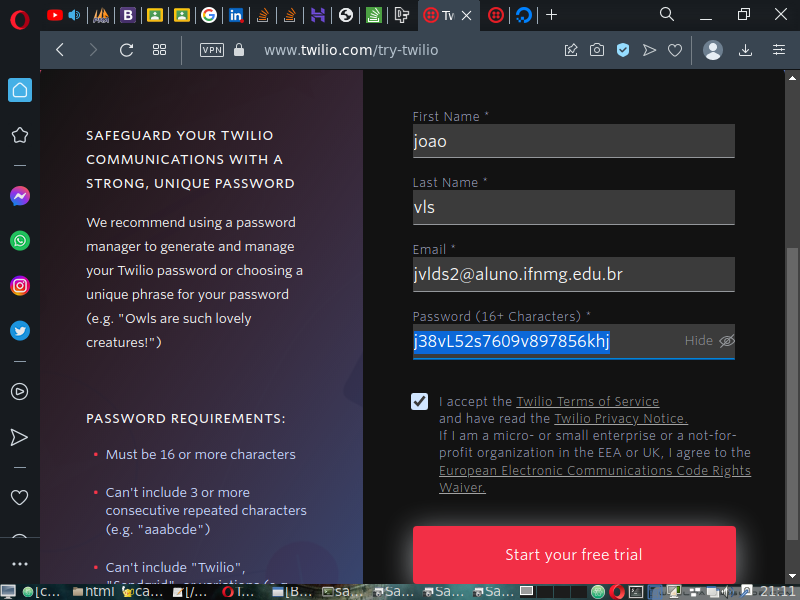 Tw
VPN
www.twilio.com/try-twilio
SAFEGUARD YOUR TWILIO
COMMUNICATIONS WITH A
STRONG, UNIQUE PASSWORD
We recommend using a password
manager to generate and manage
your Twilio password or choosing a
unique phrase for your password
(e.g. "Owls are such lovely
creatures!")
PASSWORD REQUIREMENTS:
• Must be 16 or more characters
• Can't include 3 or more
consecutive repeated characters
(e.g. "aaabcde")
• Can't include "Twilio",
First Name *
joao
Last Name *
vls
Email *
jvlds2@aluno.ifnmg.edu.br
Password (16+ Characters) *
j38vL52s7609v897856khj
Hide
I accept the Twilio Terms of Service
and have read the Twilio Privacy Notice.
If I am a micro- or small enterprise or a not-for-
profit organization in the EEA or UK, I agree to the
European Electronic Communications Code Rights
Waiver.
Start your free trial
[c... html ca... [/... T... [B... sa... Sa... Sa... Sa... 21:11